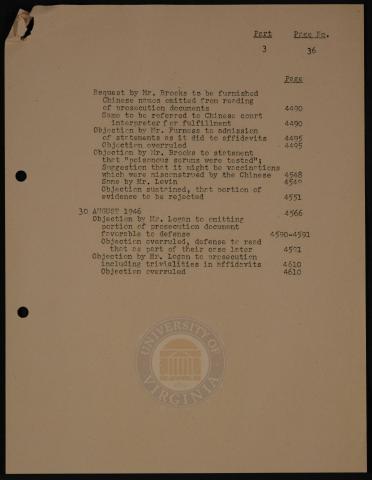 Part Page No.
3 36
Page
Request by Mr. Brooks to be furnished
Chinese names omitted from reading
of prosecution documents 4490
Same to be referred to Chinese court
interpreter for fulfillment 4490
Objection by Mr. Furness to admission
of statements as it did to affidavits 4495
Objection overruled 4495
Objection by Mr. Brooks to statement
that "poisonous serums were tested";
Suggestion that it might be vaccinations
which were misconstrued by the Chinese 4548
Same by Mr. Levin
Objection sustained, that portion of
evidence to be rejected 4551
30 AUGUST 1946 4566
Objection by Mr. Logan to omitting
portion of prosecution document
favorable to defense 4590-4591
Objection overruled, defense to read
that as part of their case later 4591
Objection by Mr. Logan to prosecution
including trivialities in affidavits 4610
Objection overruled 4610
UNIVERSITY OF VIRGINIA